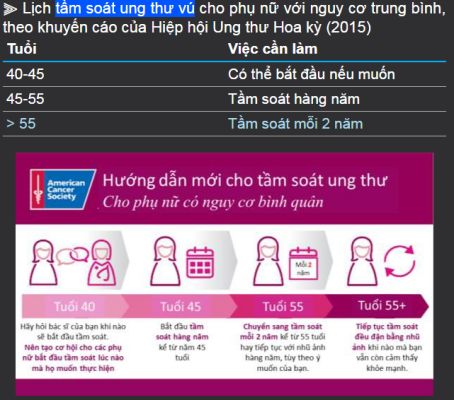 ⫸ Lịch tầm soát ung thư vú cho phụ nữ với nguy cơ trung bình,
theo khuyến cáo của Hiệp hội Ung thư Hoa kỳ (2015)
Tuổi Việc cần làm
40-45 Có thể bắt đầu nếu muốn
45-55 Tầm soát hàng năm
> 55 Tầm soát mỗi 2 năm
American
Cancer
Society
Hướng dẫn mới cho tầm soát ung thư
Cho phụ nữ có nguy cơ bình quán
Mỗi 2
năm
Tuổi 40 Tuổi 45 Tuổi 55 Tuổi 55+
Hãy hỏi bác sĩ của bạn khi nào
sẽ bắt đầu tầm soát.
Nên tạo cơ hội cho các phụ
nữ bắt đầu tầm soát lúc nào
mà họ muốn thực hiện
Bắt đầu tầm
soát hàng năm
kể từ năm 45
tuổi
Chuyển sang tầm soát
mỗi 2 năm kể từ 55 tuổi
hay tiếp tục với nhũ ảnh
hàng năm, tùy theo ý
muốn của bạn.
Tiếp tục tầm soát
đều đặn bằng nhũ
ảnh khi nào mà bạn
vẫn còn cảm thấy
khỏe mạnh.